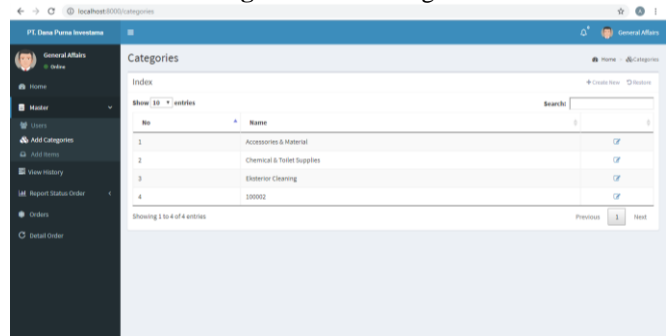 localhost:8000/categories
PT. Dana Purna Investama
General Affairs
General Affairs
Online
Categories
Home
Categories
Home
Master
Users
Add Categories
Add Items
View History
Report Status Order
Orders
Detail Order
Index
Create New
Restore
Show 10 entries
Search:
No
Name
1
Accessories & Material
2
Chemical & Toilet Supplies
3
Eksterior Cleaning
4
100002
Showing 1 to 4 of 4 entries
Previous
1
Next